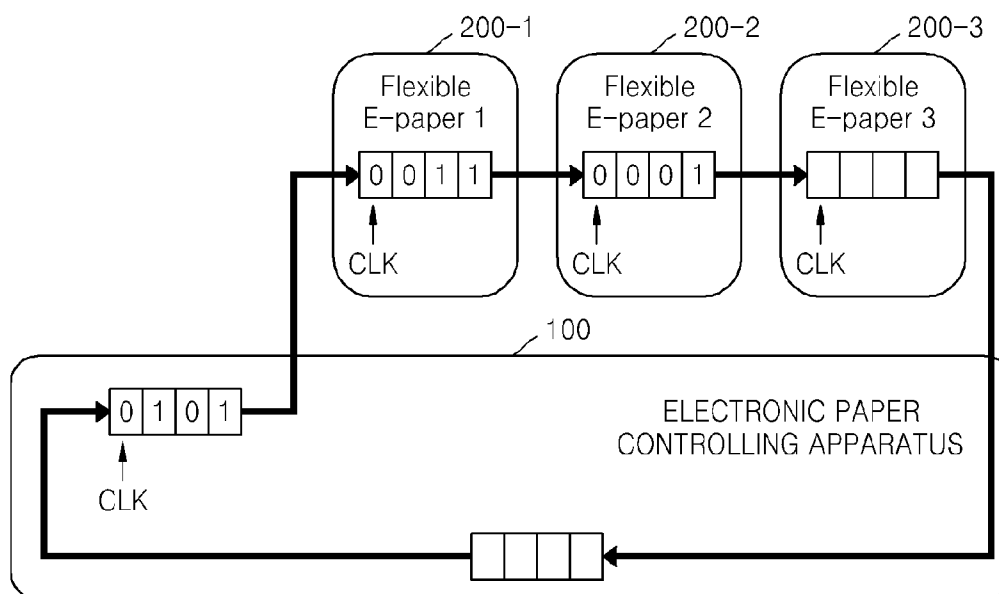 200-1
200-2
200-3
Flexible
E-paper 1
Flexible
E-paper 2
Flexible
E-paper 3
0 0 1 1
0 0 0 1
CLK
CLK
CLK
100
0 1 0 1
ELECTRONIC PAPER
CONTROLLING APPARATUS
CLK